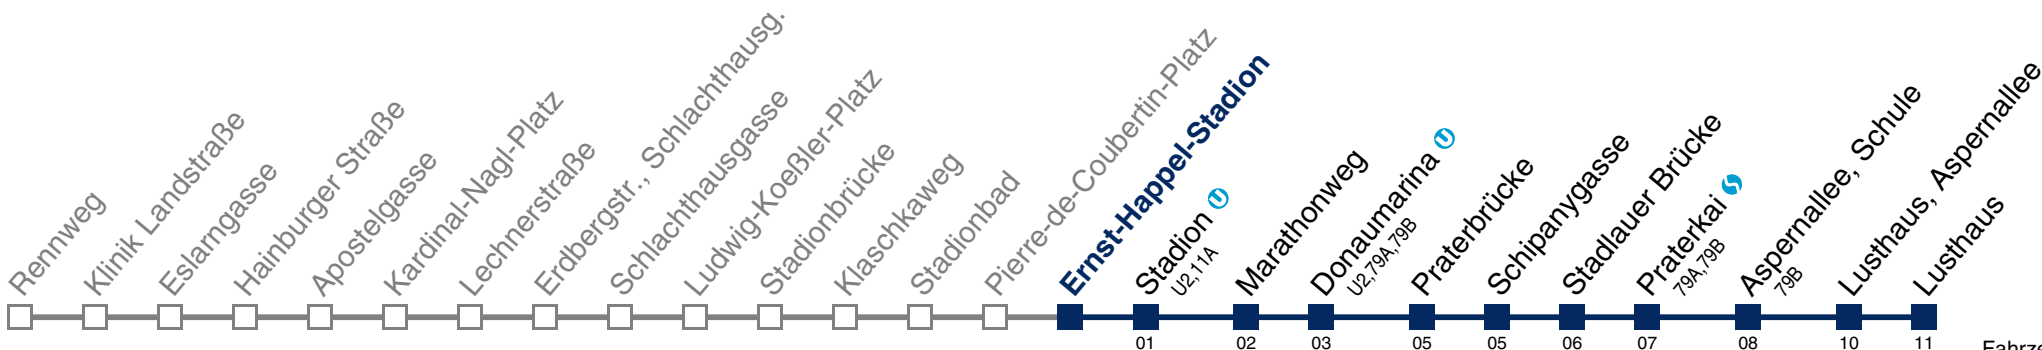 Rennweg
Klinik Landstraße
Eslarngasse
Hainburger Straße
Apostelgasse
Kardinal-Nagl-Platz
Lechnerstraße
Erdbergstr., Schlachthausg.
Schlachthausgasse
Ludwig-Koeßler-Platz
Stadionbrücke
Klaschkaweg
Stadionbad
Pierre-de-Coubertin-Platz
Ernst-Happel-Stadion
Stadion U
U2,11A
Marathonweg
Donaumarina U
U2,79A,79B
Praterbrücke
Schipanygasse
Stadlauer Brücke
Praterkai S
79A,79B
Aspernallee, Schule
79B
Lusthaus, Aspernallee
Lusthaus
01 02 03 05 05 06 07 08 10 11